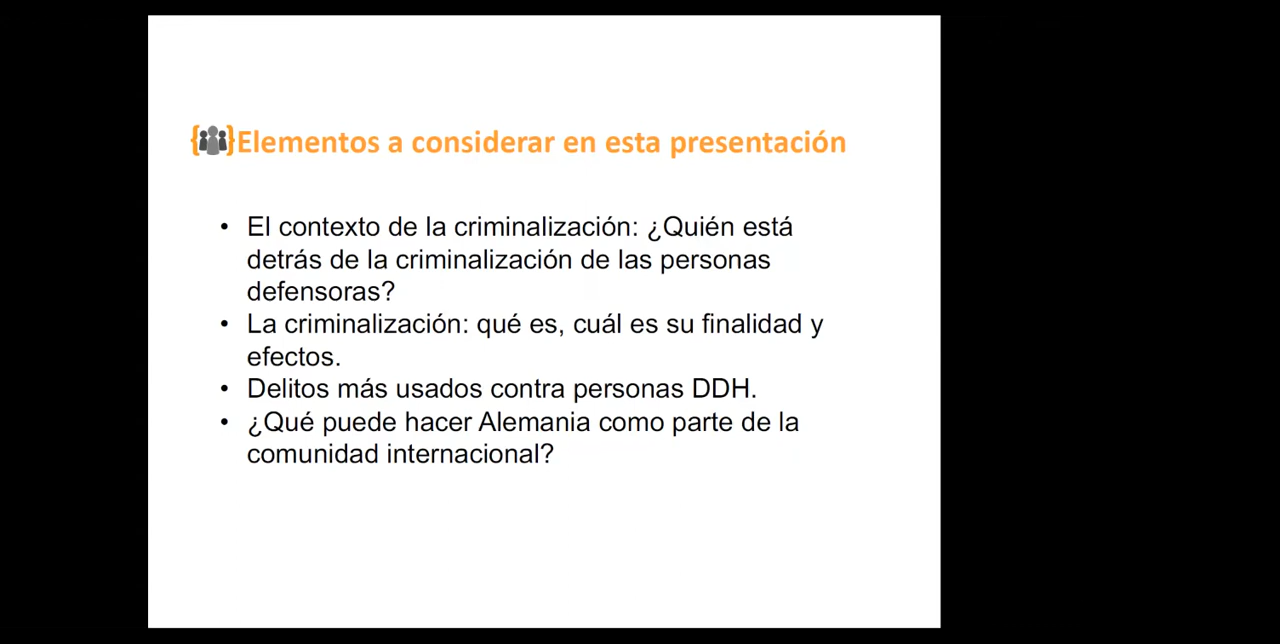 Elementos a considerar en esta presentación
• El contexto de la criminalización: ¿Quién está
detrás de la criminalización de las personas
defensoras?
• La criminalización: qué es, cuál es su finalidad y
efectos.
• Delitos más usados contra personas DDH.
• ¿Qué puede hacer Alemania como parte de la
comunidad internacional?